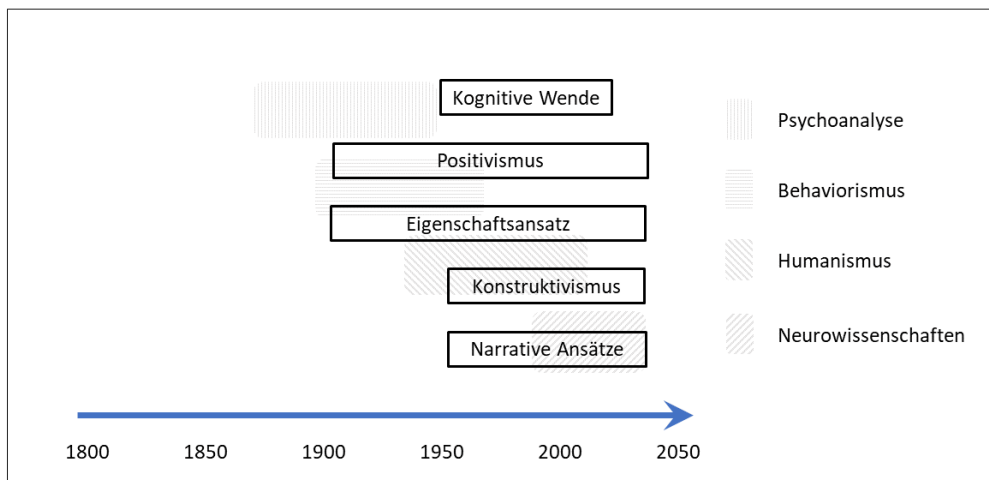 Kognitive Wende
Positivismus
Eigenschaftsansatz
Konstruktivismus
Narrative Ansätze
Psychoanalyse
Behaviorismus
Humanismus
Neurowissenschaften
1800 1850 1900 1950 2000 2050